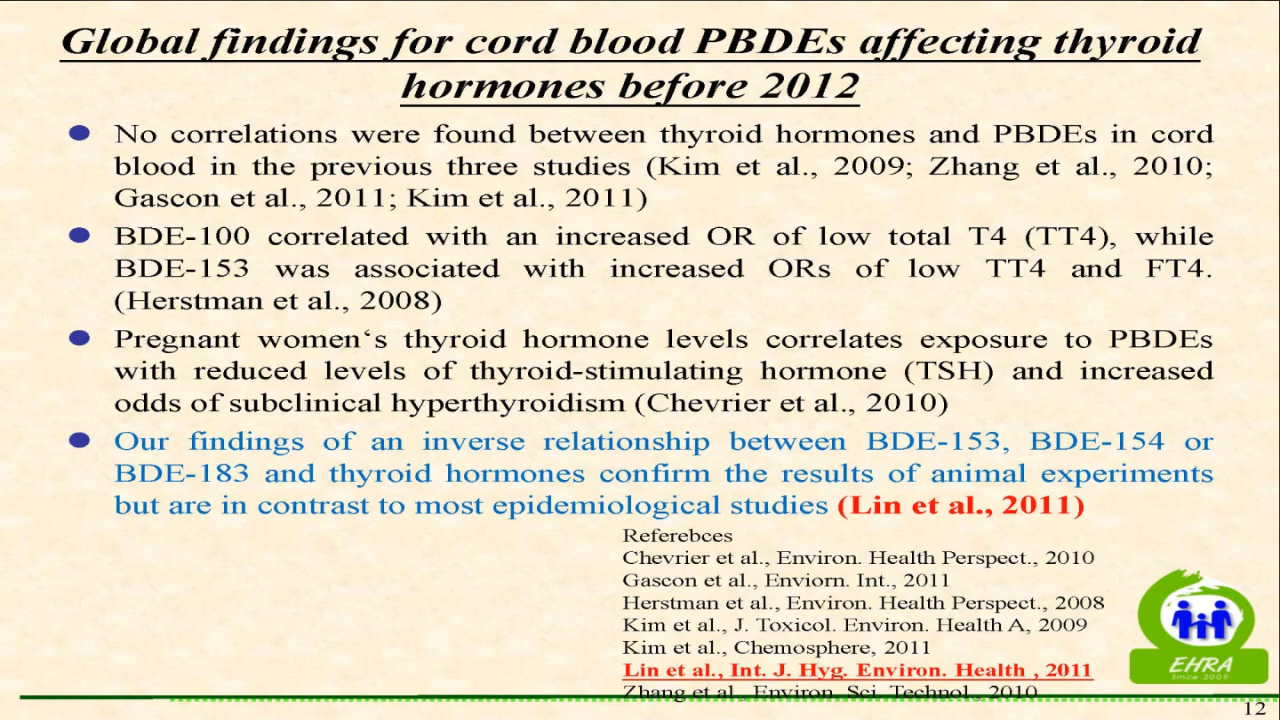 Global findings for cord blood PBDEs affecting thyroid
hormones before 2012
● No correlations were found between thyroid hormones and PBDEs in cord
blood in the previous three studies (Kim et al., 2009; Zhang et al., 2010;
Gascon et al., 2011; Kim et al., 2011)
● BDE-100 correlated with an increased OR of low total T4 (TT4), while
BDE-153 was associated with increased ORs of low TT4 and FT4.
(Herstman et al., 2008)
● Pregnant women‘s thyroid hormone levels correlates exposure to PBDEs
with reduced levels of thyroid-stimulating hormone (TSH) and increased
odds of subclinical hyperthyroidism (Chevrier et al., 2010)
● Our findings of an inverse relationship between BDE-153, BDE-154 or
BDE-183 and thyroid hormones confirm the results of animal experiments
but are in contrast to most epidemiological studies (Lin et al., 2011)
Referebces
Chevrier et al., Environ. Health Perspect., 2010
Gascon et al., Enviorn. Int., 2011
Herstman et al., Environ. Health Perspect., 2008
Kim et al., J. Toxicol. Environ. Health A, 2009
Kim et al., Chemosphere, 2011
Lin et al., Int. J. Hyg. Environ. Health , 2011
Zhang et al., Environ. Sci. Technol., 2010
EHRA
Since 2005
12